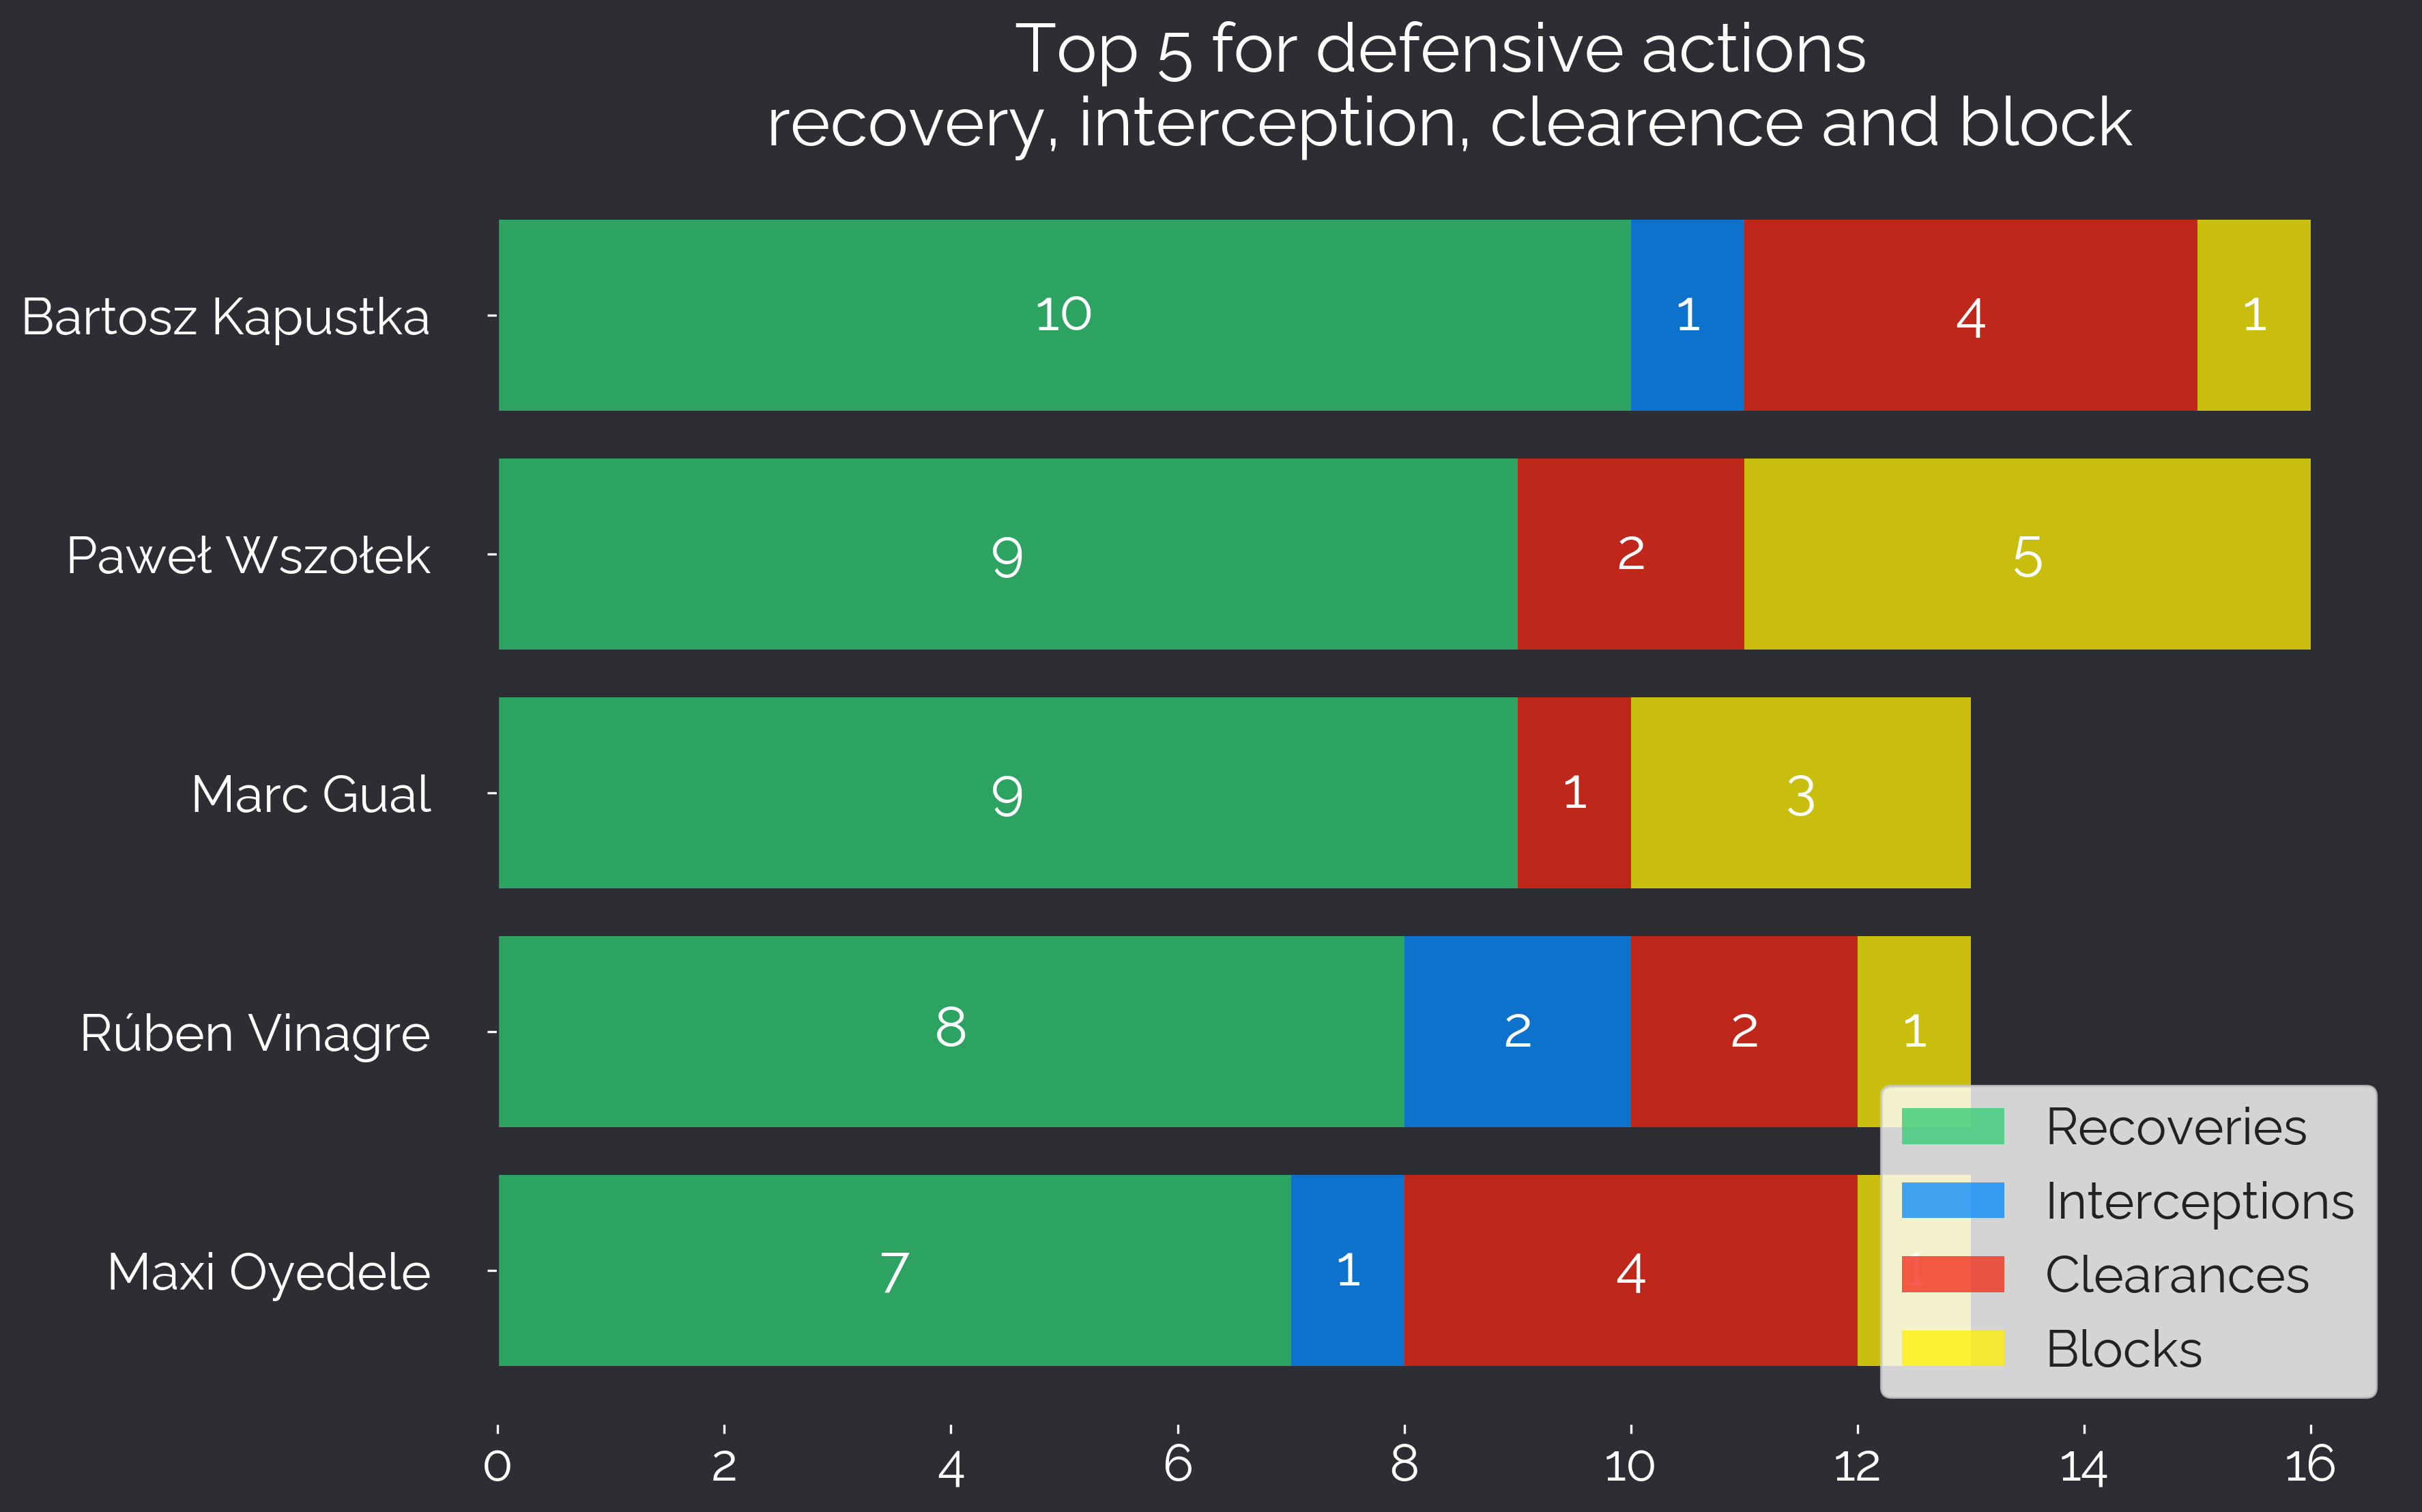 Top 5 for defensive actions
recovery, interception, clearence and block
Bartosz Kapustka
10
1
4
1
Paweł Wszołek
9
2
5
Marc Gual
9
1
3
Rúben Vinagre
8
2
2
1
Maxi Oyedele
7
1
4
1
Recoveries
Interceptions
Clearances
Blocks
0 2 4 6 8 10 12 14 16